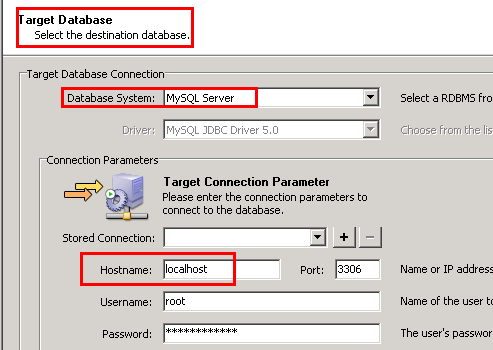 Target Database
Select the destination database.
Target Database Connection
Database System: MySQL Server Select a RDBMS fro
Driver: MySQL JDBC Driver 5.0 Choose from the lis
Connection Parameters
Target Connection Parameter
Please enter the connection parameters to
connect to the database.
Stored Connection: + −
Hostname: localhost Port: 3306 Name or IP address
Username: root Name of the user to
Password: ************ The user's password